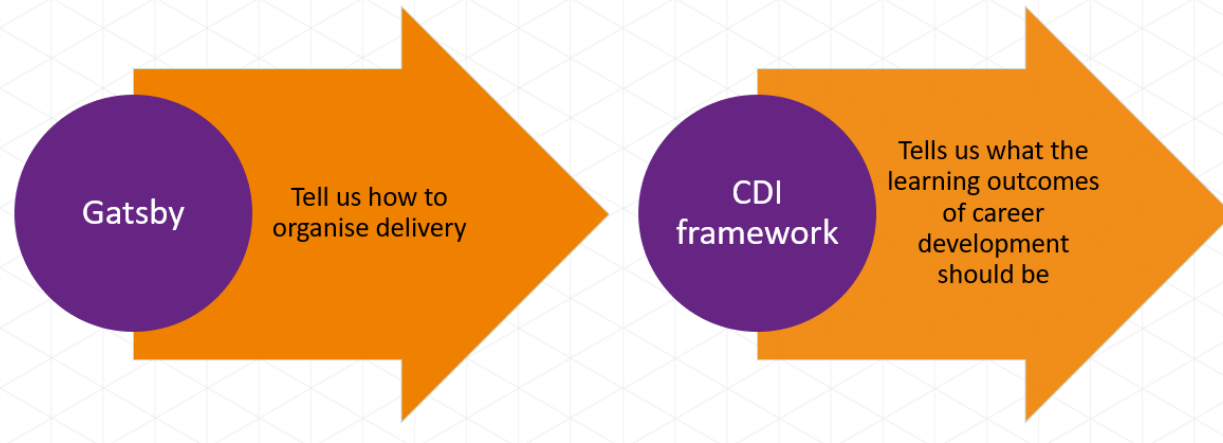 Gatsby
Tell us how to
organise delivery
CDI
framework
Tells us what the
learning outcomes
of career
development
should be